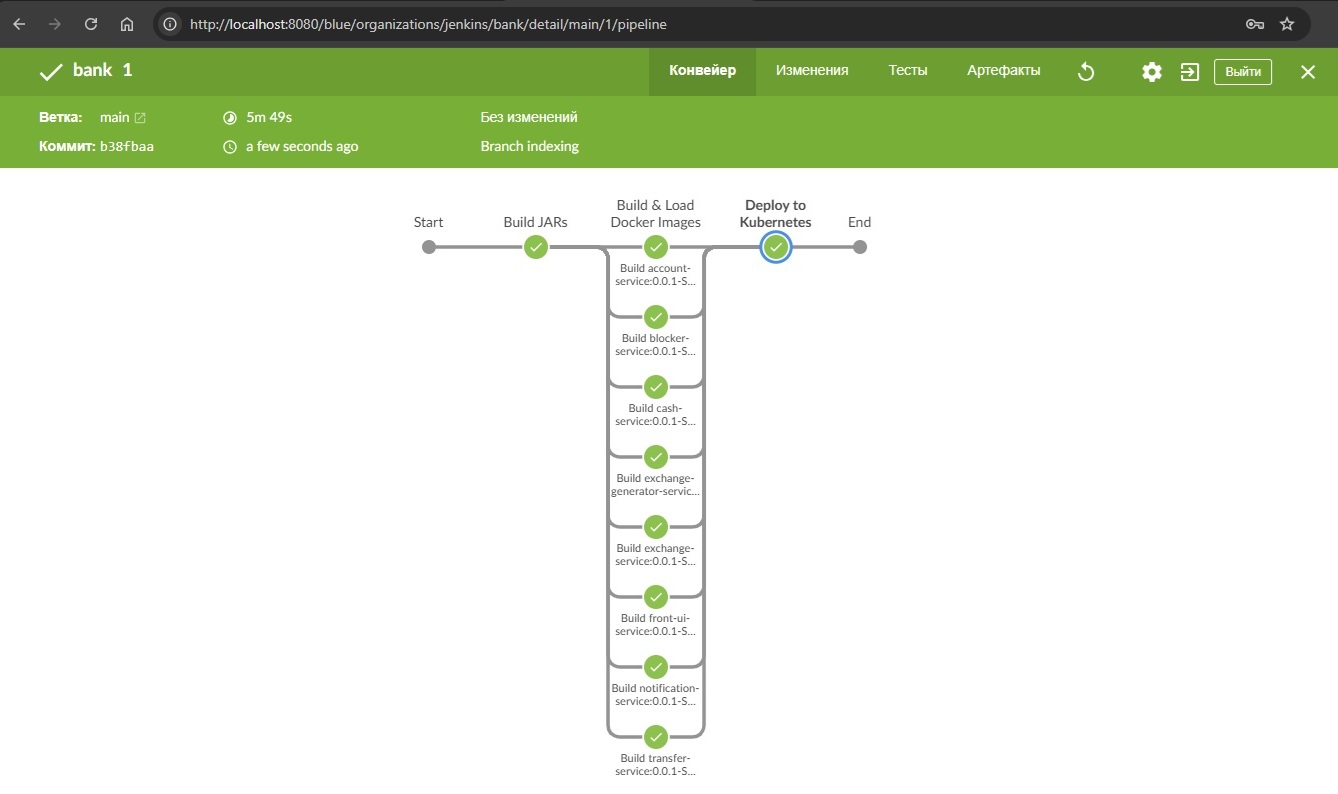 http://localhost:8080/blue/organizations/jenkins/bank/detail/main/1/pipeline
bank 1
Конвейер
Изменения
Тесты
Артефакты
Выйти
Ветка: main
5m 49s
Без изменений
Коммит: b38fbaa
a few seconds ago
Branch indexing
Start
Build JARs
Build & Load
Docker Images
Deploy to
Kubernetes
End
Build account-
service:0.0.1-S...
Build blocker-
service:0.0.1-S...
Build cash-
service:0.0.1-S...
Build exchange-
generator-servic...
Build exchange-
service:0.0.1-S...
Build front-ui-
service:0.0.1-S...
Build notification-
service:0.0.1-S...
Build transfer-
service:0.0.1-S...